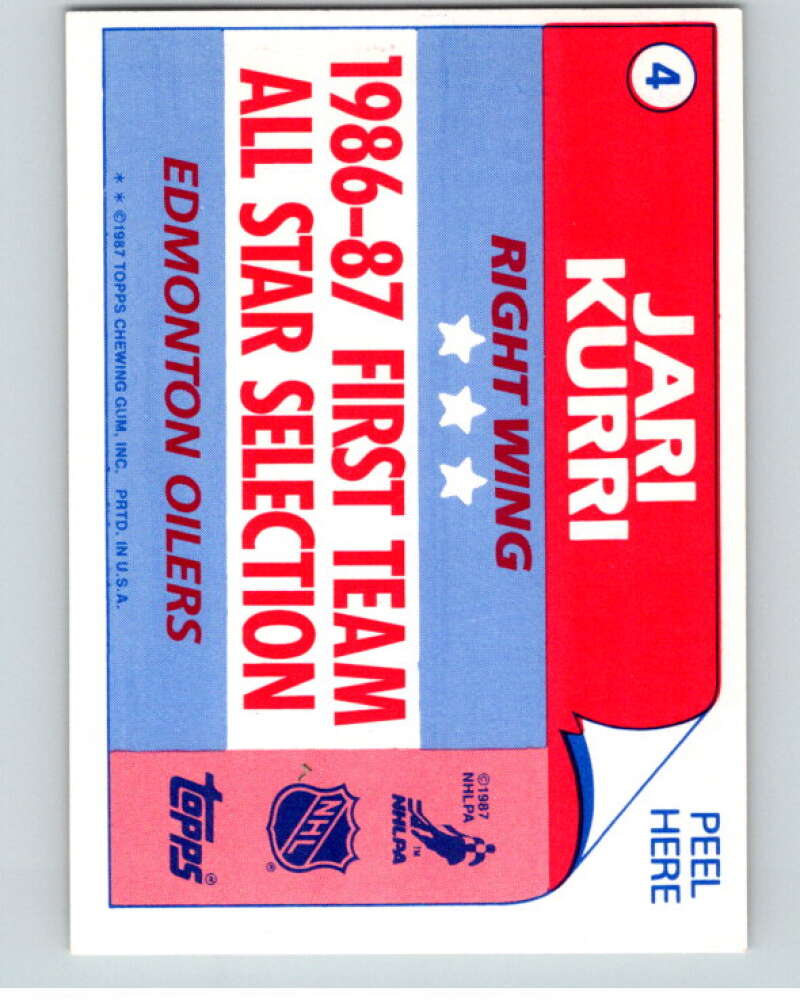 4
JARI
KURRI
RIGHT WING
1986-87 FIRST TEAM
ALL STAR SELECTION
EDMONTON OILERS
* * ©1987 TOPPS CHEWING GUM, INC. PRTD. IN U.S.A.
PEEL
HERE
©1987
NHLPA
NHLPA™
NHL®
topps®